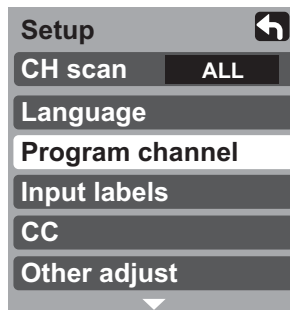 Setup
CH scan ALL
Language
Program channel
Input labels
CC
Other adjust